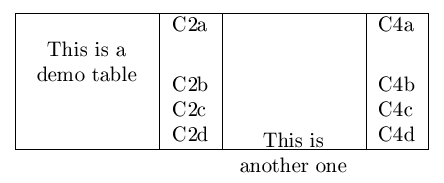 C2a C4a
This is a
demo table
C2b C4b
C2c C4c
C2d This is C4d
another one